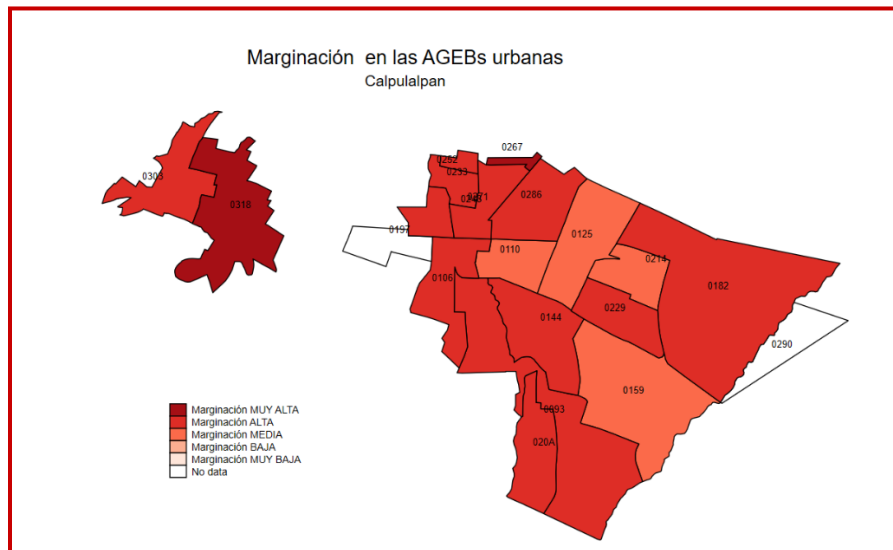 Marginación en las AGEBs urbanas
Calpulalpan
0267
0252
0233
0303
0271
0286
0318
0197
0125
0110
0214
0106
0182
0229
0144
0290
0159
0093
020A
Marginación MUY ALTA
Marginación ALTA
Marginación MEDIA
Marginación BAJA
Marginación MUY BAJA
No data